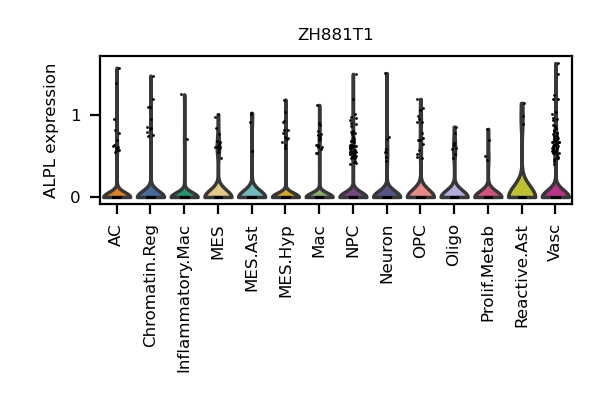 ZH881T1
ALPL expression
1
0
AC
Chromatin.Reg
Inflammatory.Mac
MES
MES.Ast
MES.Hyp
Mac
NPC
Neuron
OPC
Oligo
Prolif.Metab
Reactive.Ast
Vasc